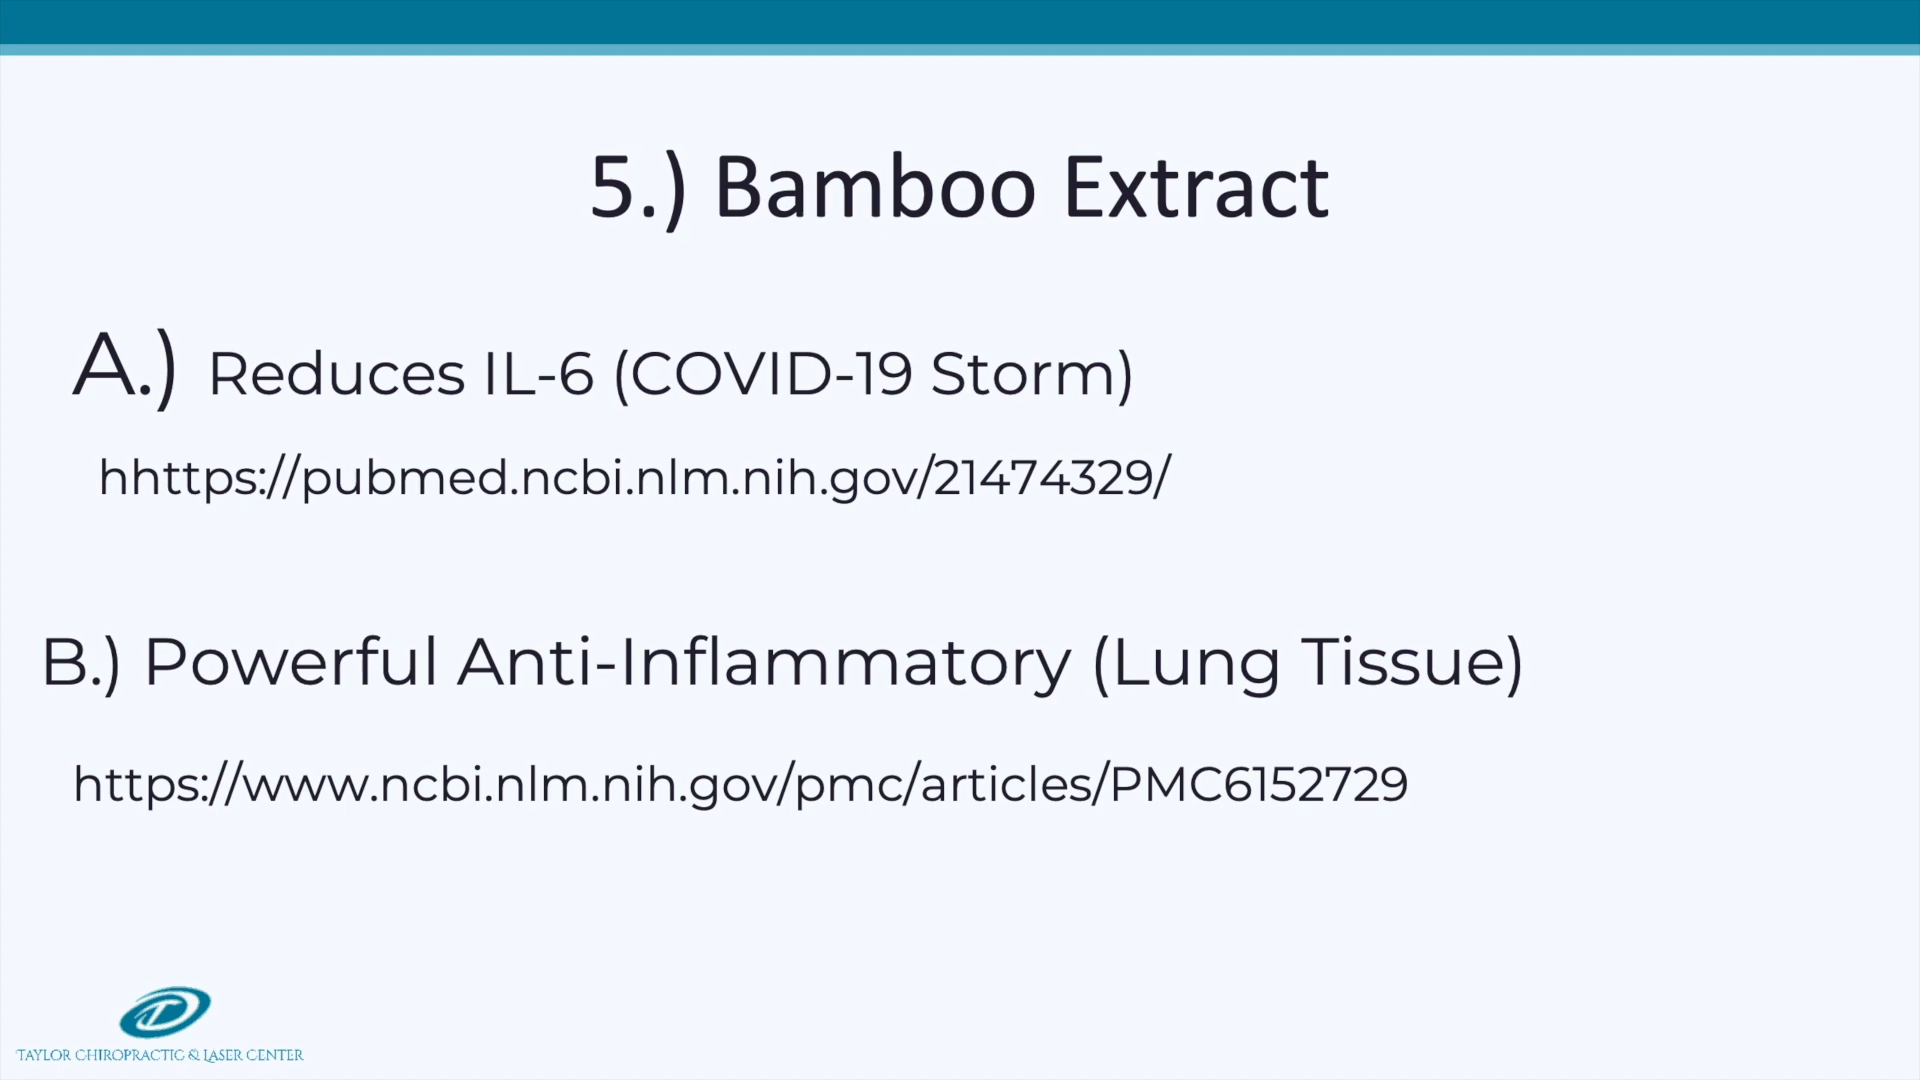 5.) Bamboo Extract
A.) Reduces IL-6 (COVID-19 Storm)
hhttps://pubmed.ncbi.nlm.nih.gov/21474329/
B.) Powerful Anti-Inflammatory (Lung Tissue)
https://www.ncbi.nlm.nih.gov/pmc/articles/PMC6152729
TAYLOR CHIROPRACTIC & LASER CENTER